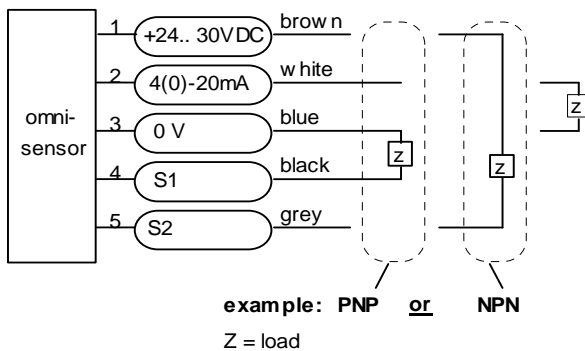 1 +24.. 30VDC brown
2 4(0)-20mA white
omni-
sensor
3 0 V blue
4 S1 black
5 S2 grey
Z
Z
Z
example: PNP or NPN
Z = load